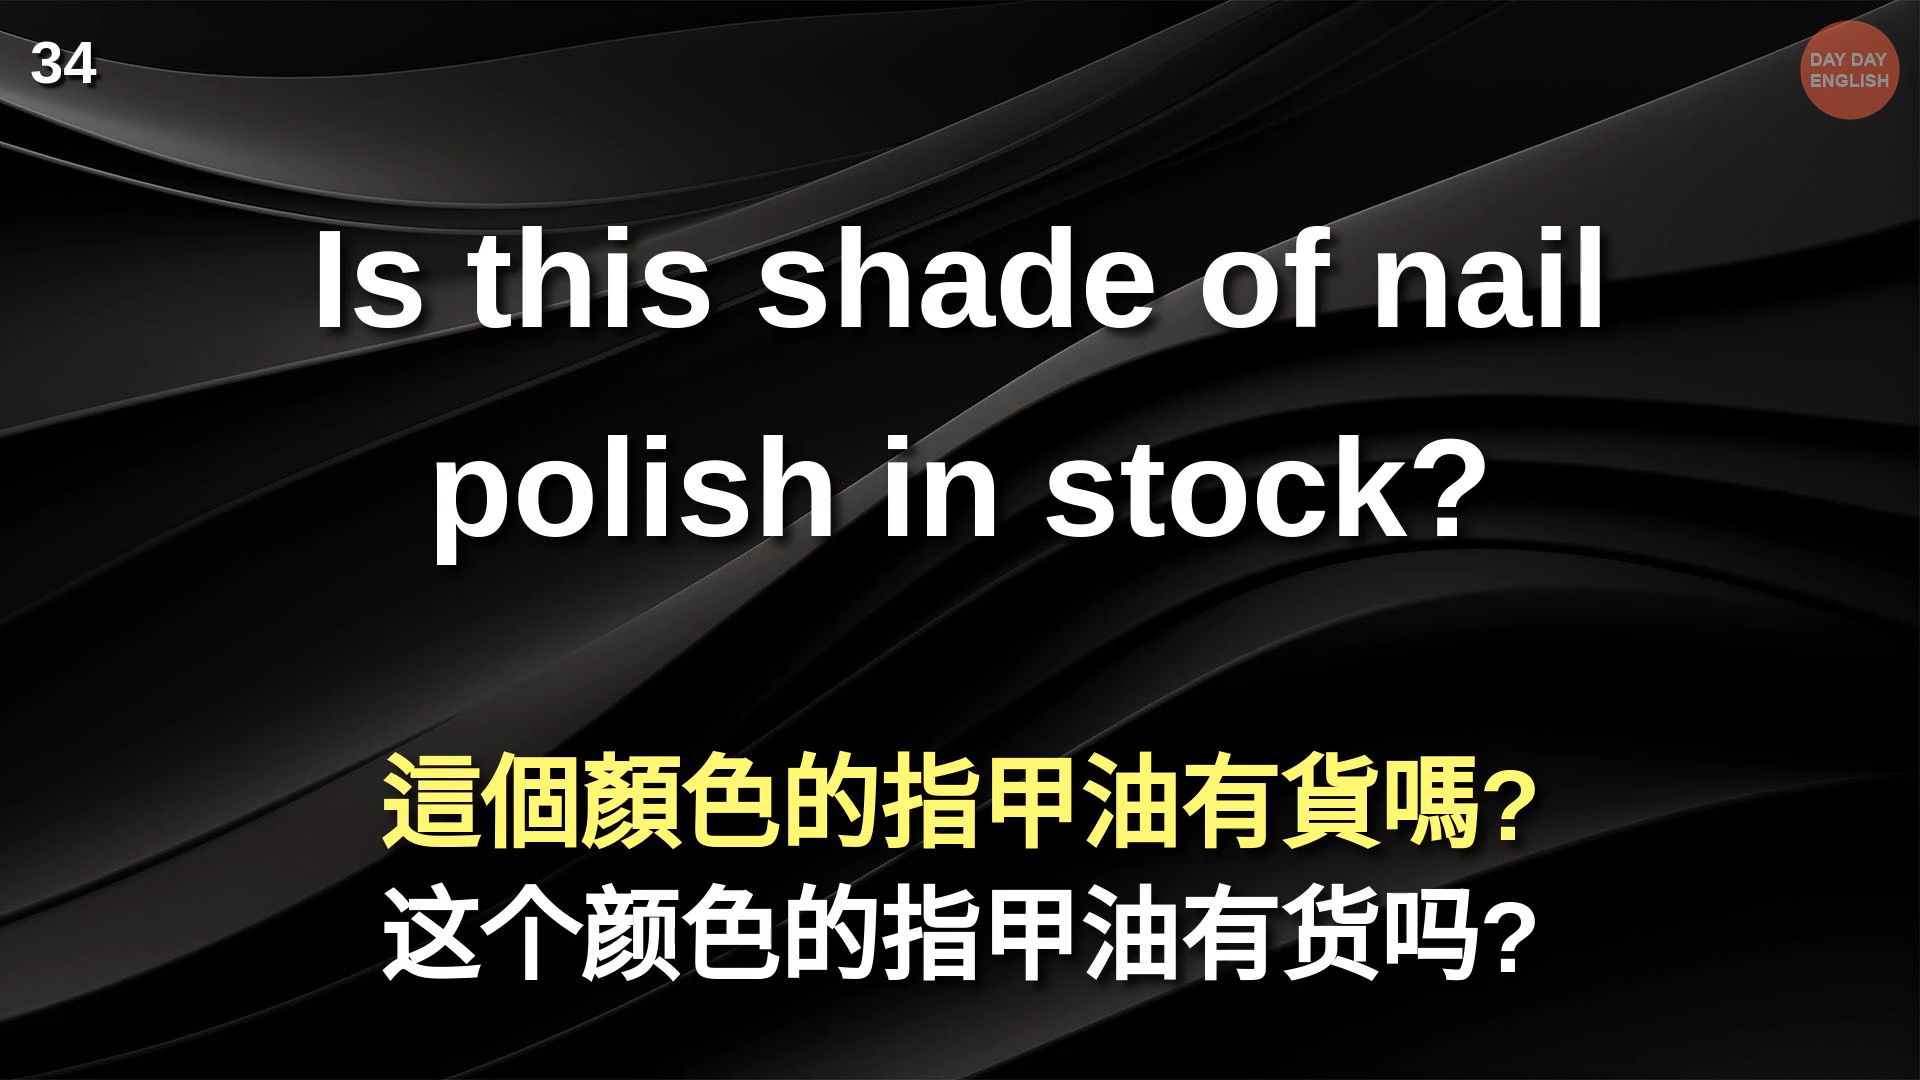 34
DAY DAY
ENGLISH
Is this shade of nail
polish in stock?
這個顏色的指甲油有貨嗎?
这个颜色的指甲油有货吗?